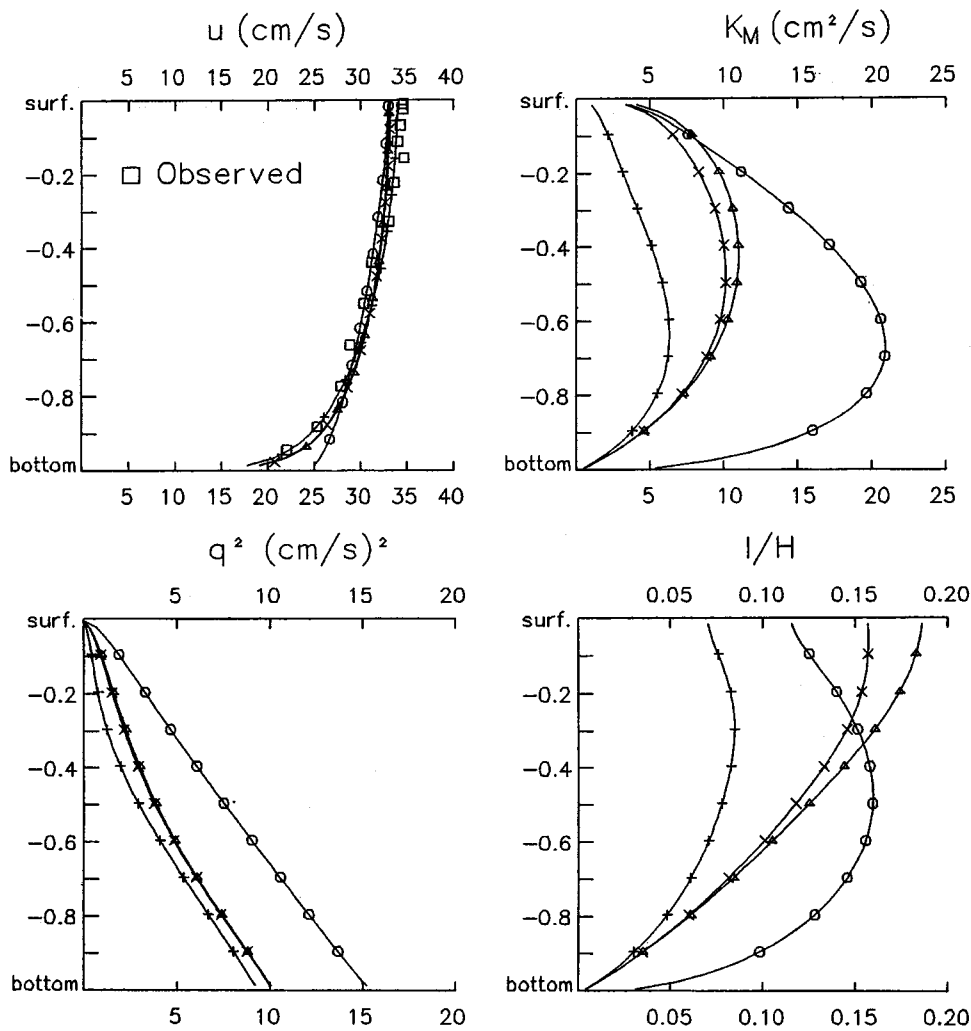 u (cm/s)
5 10 15 20 25 30 35 40
surf.
□ Observed
-0.2
-0.4
-0.6
-0.8
bottom
5 10 15 20 25 30 35 40
K_M (cm²/s)
5 10 15 20 25
surf.
-0.2
-0.4
-0.6
-0.8
bottom
5 10 15 20 25
q² (cm/s)²
5 10 15 20
surf.
-0.2
-0.4
-0.6
-0.8
bottom
5 10 15 20
l/H
0.05 0.10 0.15 0.20
surf.
-0.2
-0.4
-0.6
-0.8
bottom
0.05 0.10 0.15 0.20